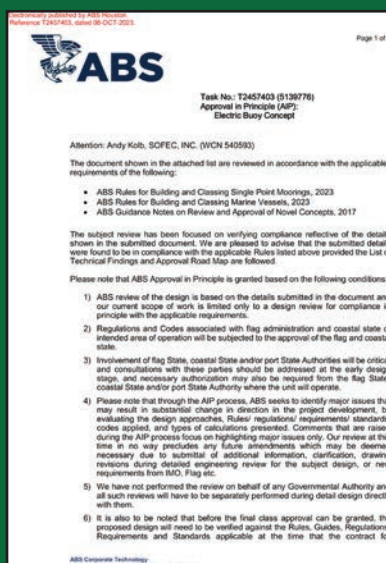 Electronically published by ABS Houston.
Reference T2457403, dated 06-OCT-2023.
Page 1 of
ABS
Task No.: T2457403 (5139776)
Approval in Principle (AIP):
Electric Buoy Concept
Attention: Andy Kolb, SOFEC, INC. (WCN 540593)
The document shown in the attached list are reviewed in accordance with the applicable
requirements of the following:
• ABS Rules for Building and Classing Single Point Moorings, 2023
• ABS Rules for Building and Classing Marine Vessels, 2023
• ABS Guidance Notes on Review and Approval of Novel Concepts, 2017
The subject review has been focused on verifying compliance reflective of the detail
shown in the submitted document. We are pleased to advise that the submitted detail
were found to be in compliance with the applicable Rules listed above provided the List o
Technical Findings and Approval Road Map are followed.
Please note that ABS Approval in Principle is granted based on the following conditions
1) ABS review of the design is based on the details submitted in the document an
our current scope of work is limited only to a design review for compliance i
principle with the applicable requirements.
2) Regulations and Codes associated with flag administration and coastal state o
intended area of operation will be subjected to the approval of the flag and coasta
state.
3) Involvement of flag State, coastal State and/or port State Authorities will be critica
and consultations with these parties should be addressed at the early desig
stage, and necessary authorization may also be required from the flag State
coastal State and/or port State Authority where the unit will operate.
4) Please note that through the AIP process, ABS seeks to identify major issues tha
may result in substantial change in direction in the project development, b
evaluating the design approaches, Rules/ regulations/ requirements/ standards
codes applied, and types of calculations presented. Comments that are raise
during the AIP process focus on highlighting major issues only. Our review at thi
time in no way precludes any future amendments which may be deeme
necessary due to submittal of additional information, clarification, drawin
revisions during detailed engineering review for the subject design, or ne
requirements from IMO, Flag etc.
5) We have not performed the review on behalf of any Governmental Authority an
all such reviews will have to be separately performed during detail design directl
with them.
6) It is also to be noted that before the final class approval can be granted, th
proposed design will need to be verified against the Rules, Guides, Regulation
Requirements and Standards applicable at the time that the contract fo
ABS Corporate Technology